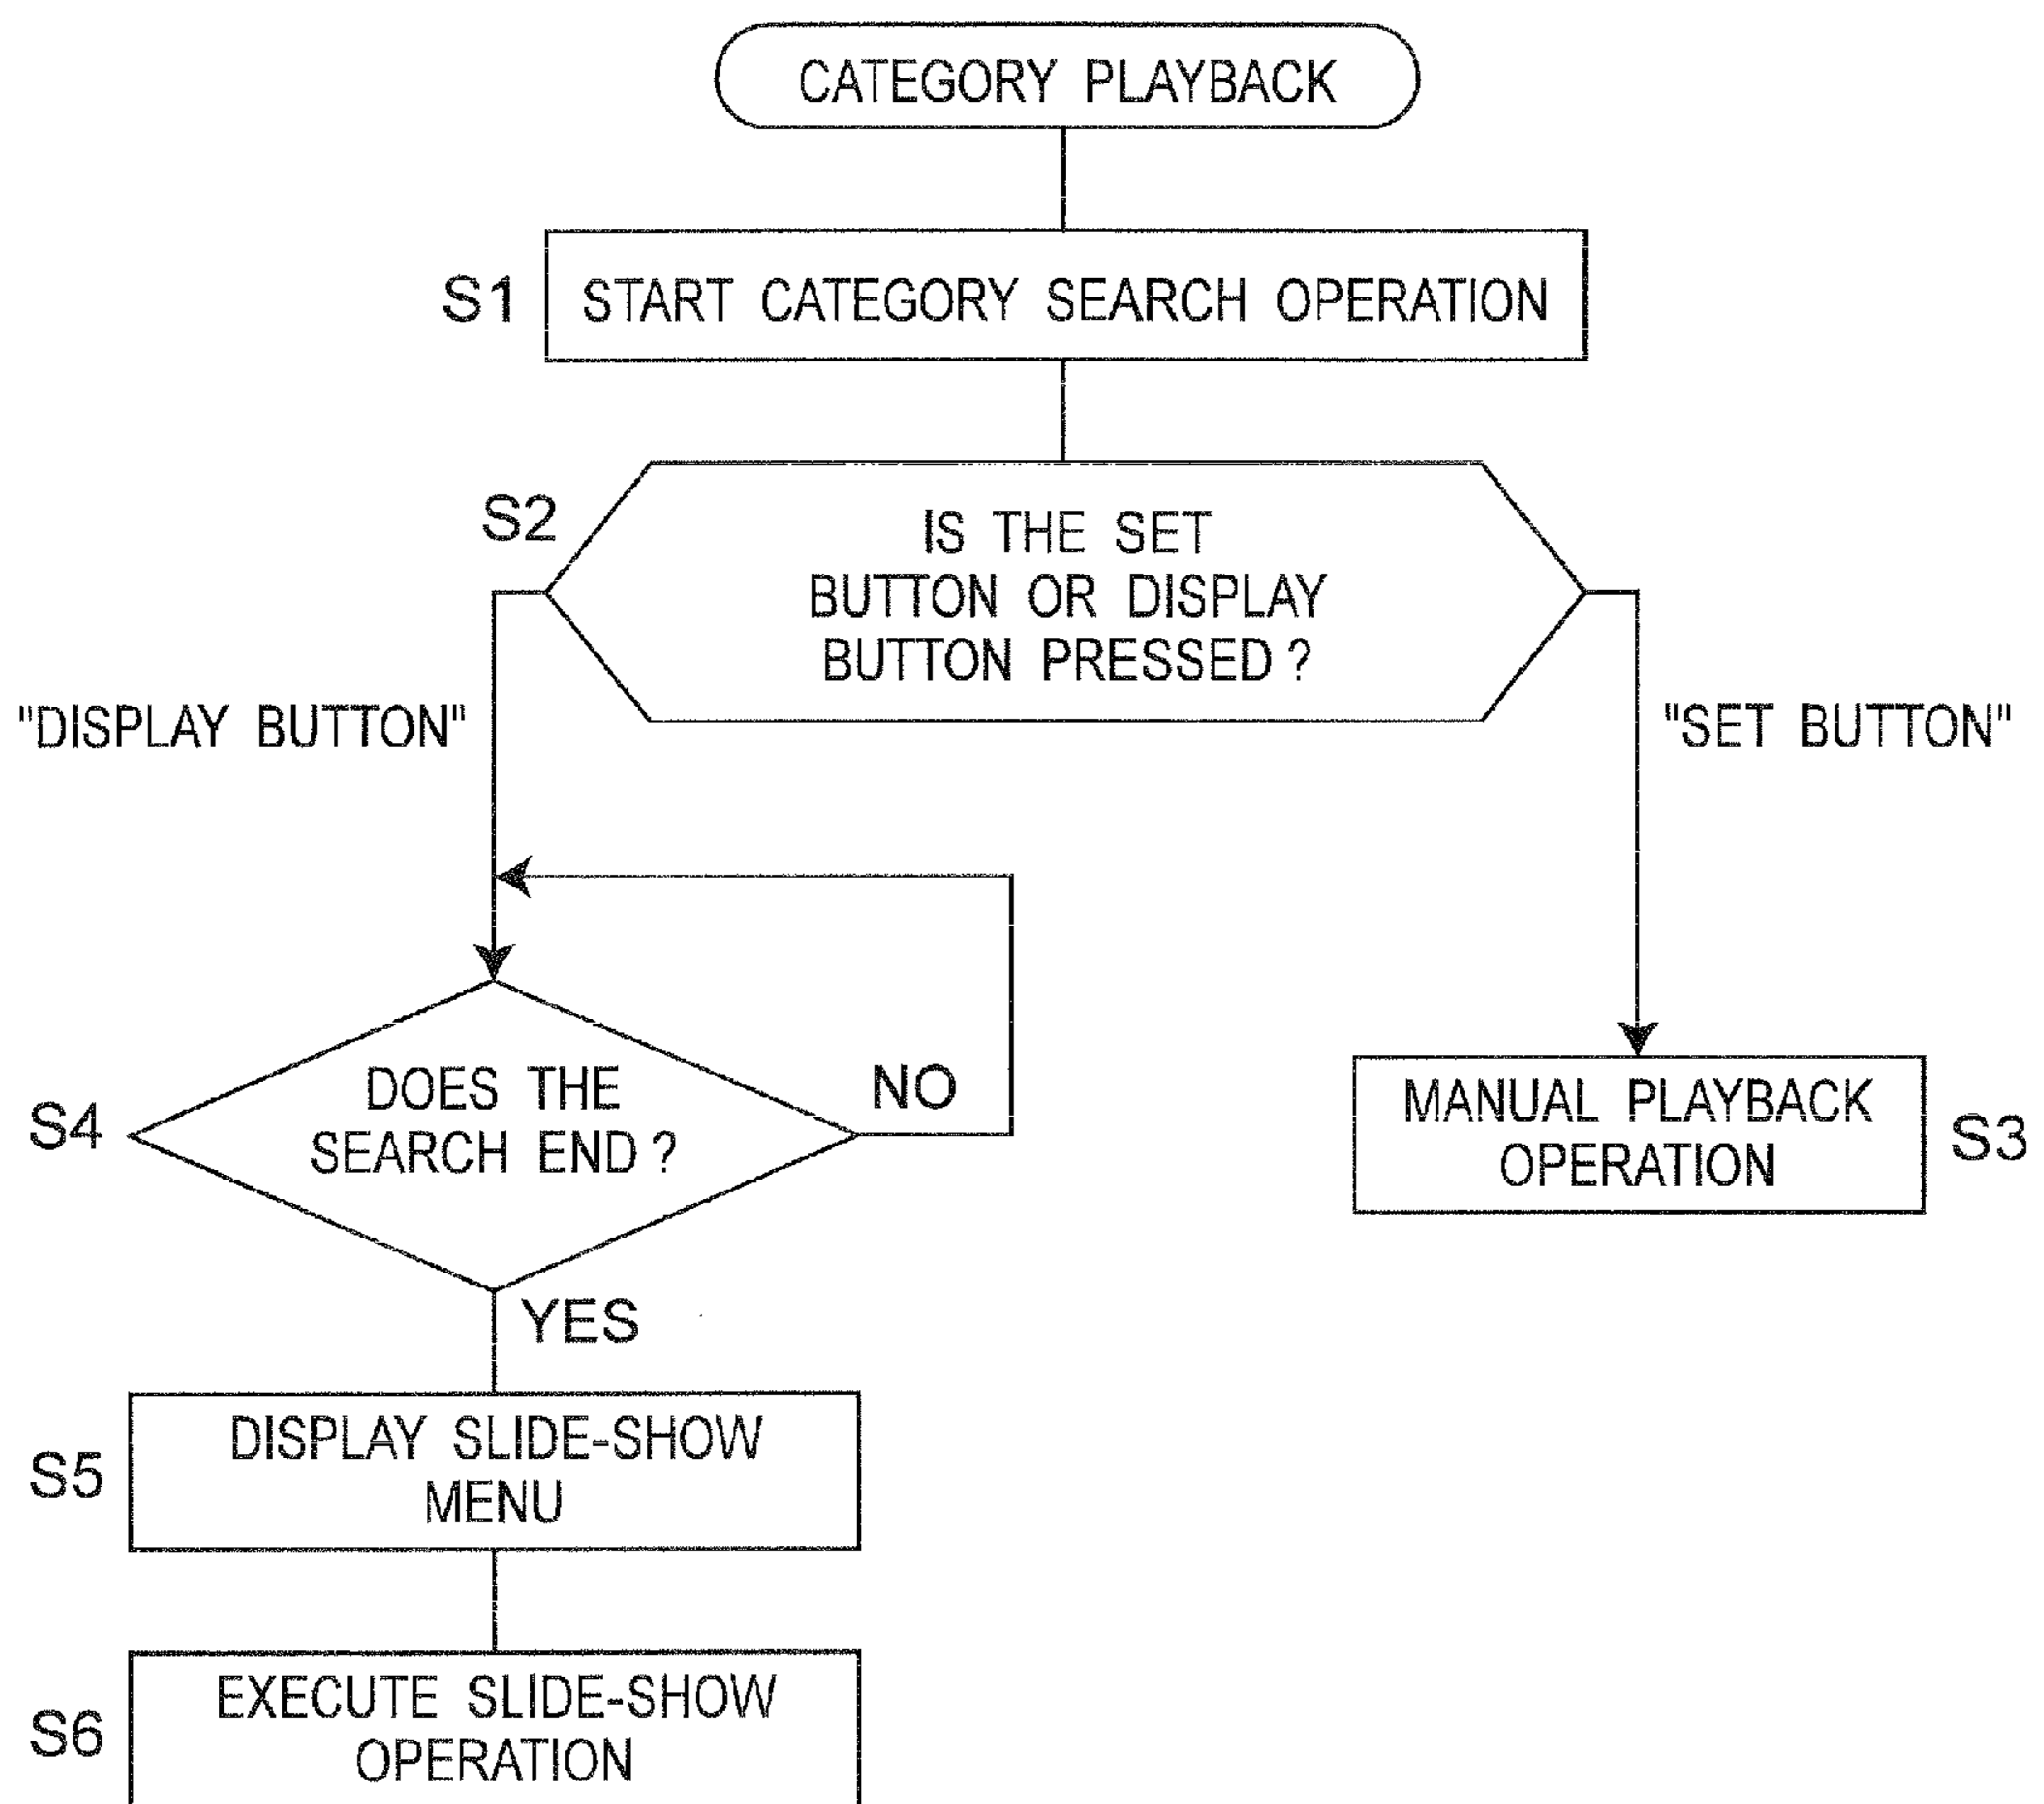 CATEGORY PLAYBACK
S1
START CATEGORY SEARCH OPERATION
S2
IS THE SET
BUTTON OR DISPLAY
BUTTON PRESSED ?
"DISPLAY BUTTON"
"SET BUTTON"
S4
DOES THE
SEARCH END ?
NO
MANUAL PLAYBACK
OPERATION
S3
YES
S5
DISPLAY SLIDE-SHOW
MENU
S6
EXECUTE SLIDE-SHOW
OPERATION